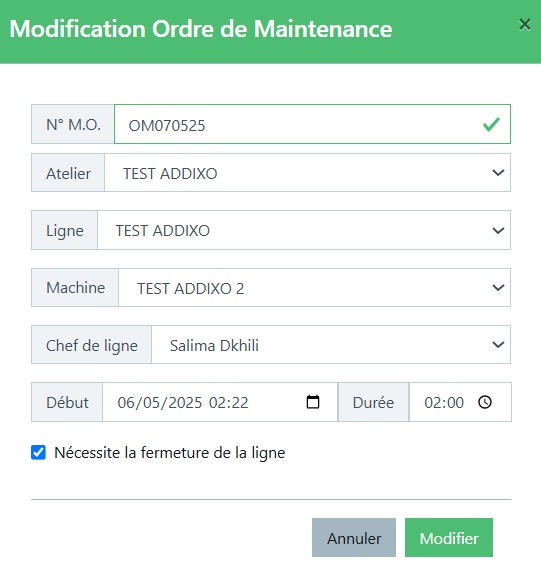 Modification Ordre de Maintenance
×
N° M.O. OM070525
Atelier TEST ADDIXO
Ligne TEST ADDIXO
Machine TEST ADDIXO 2
Chef de ligne Salima Dkhili
Début 06/05/2025 02:22 Durée 02:00
Nécessite la fermeture de la ligne
Annuler Modifier